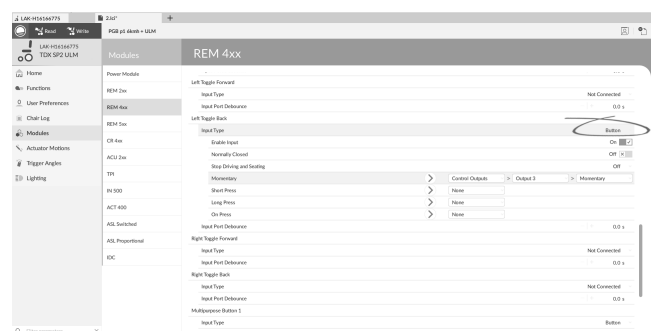 LAK-H16166775
2.lci*
+
Read Write PGB p1 6kmh + ULM
LAK-H16166775
TDX SP2 ULM
Modules
REM 4xx
Home
Functions
User Preferences
Chair Log
Modules
Actuator Motions
Trigger Angles
Lighting
Power Module
REM 2xx
REM 4xx
REM 5xx
CR 4xx
ACU 2xx
TPI
IN 500
ACT 400
ASL Switched
ASL Proportional
IDC
Left Toggle Forward
Input Type Not Connected
Input Port Debounce 0.0 s
Left Toggle Back
Input Type Button
Enable Input On
Normally Closed Off
Stop Driving and Seating Off
Momentary > Control Outputs > Output 3 > Momentary
Short Press > None
Long Press > None
On Press > None
Input Port Debounce 0.0 s
Right Toggle Forward
Input Type Not Connected
Input Port Debounce 0.0 s
Right Toggle Back
Input Type Not Connected
Input Port Debounce 0.0 s
Multipurpose Button 1
Input Type Button